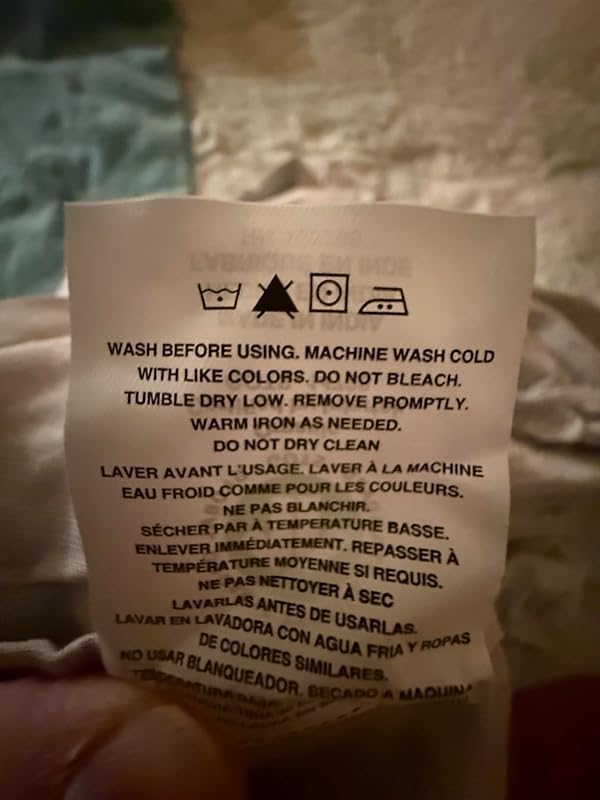 WASH BEFORE USING. MACHINE WASH COLD
WITH LIKE COLORS. DO NOT BLEACH.
TUMBLE DRY LOW. REMOVE PROMPTLY.
WARM IRON AS NEEDED.
DO NOT DRY CLEAN
LAVER AVANT L'USAGE. LAVER À LA MACHINE
EAU FROID COMME POUR LES COULEURS.
NE PAS BLANCHIR.
SÉCHER PAR À TEMPERATURE BASSE.
ENLEVER IMMÉDIATEMENT. REPASSER À
TEMPÉRATURE MOYENNE SI REQUIS.
NE PAS NETTOYER À SEC
LAVARLAS ANTES DE USARLAS.
LAVAR EN LAVADORA CON AGUA FRIA Y ROPAS
DE COLORES SIMILARES.
NO USAR BLANQUEADOR. SECADO A MAQUINA